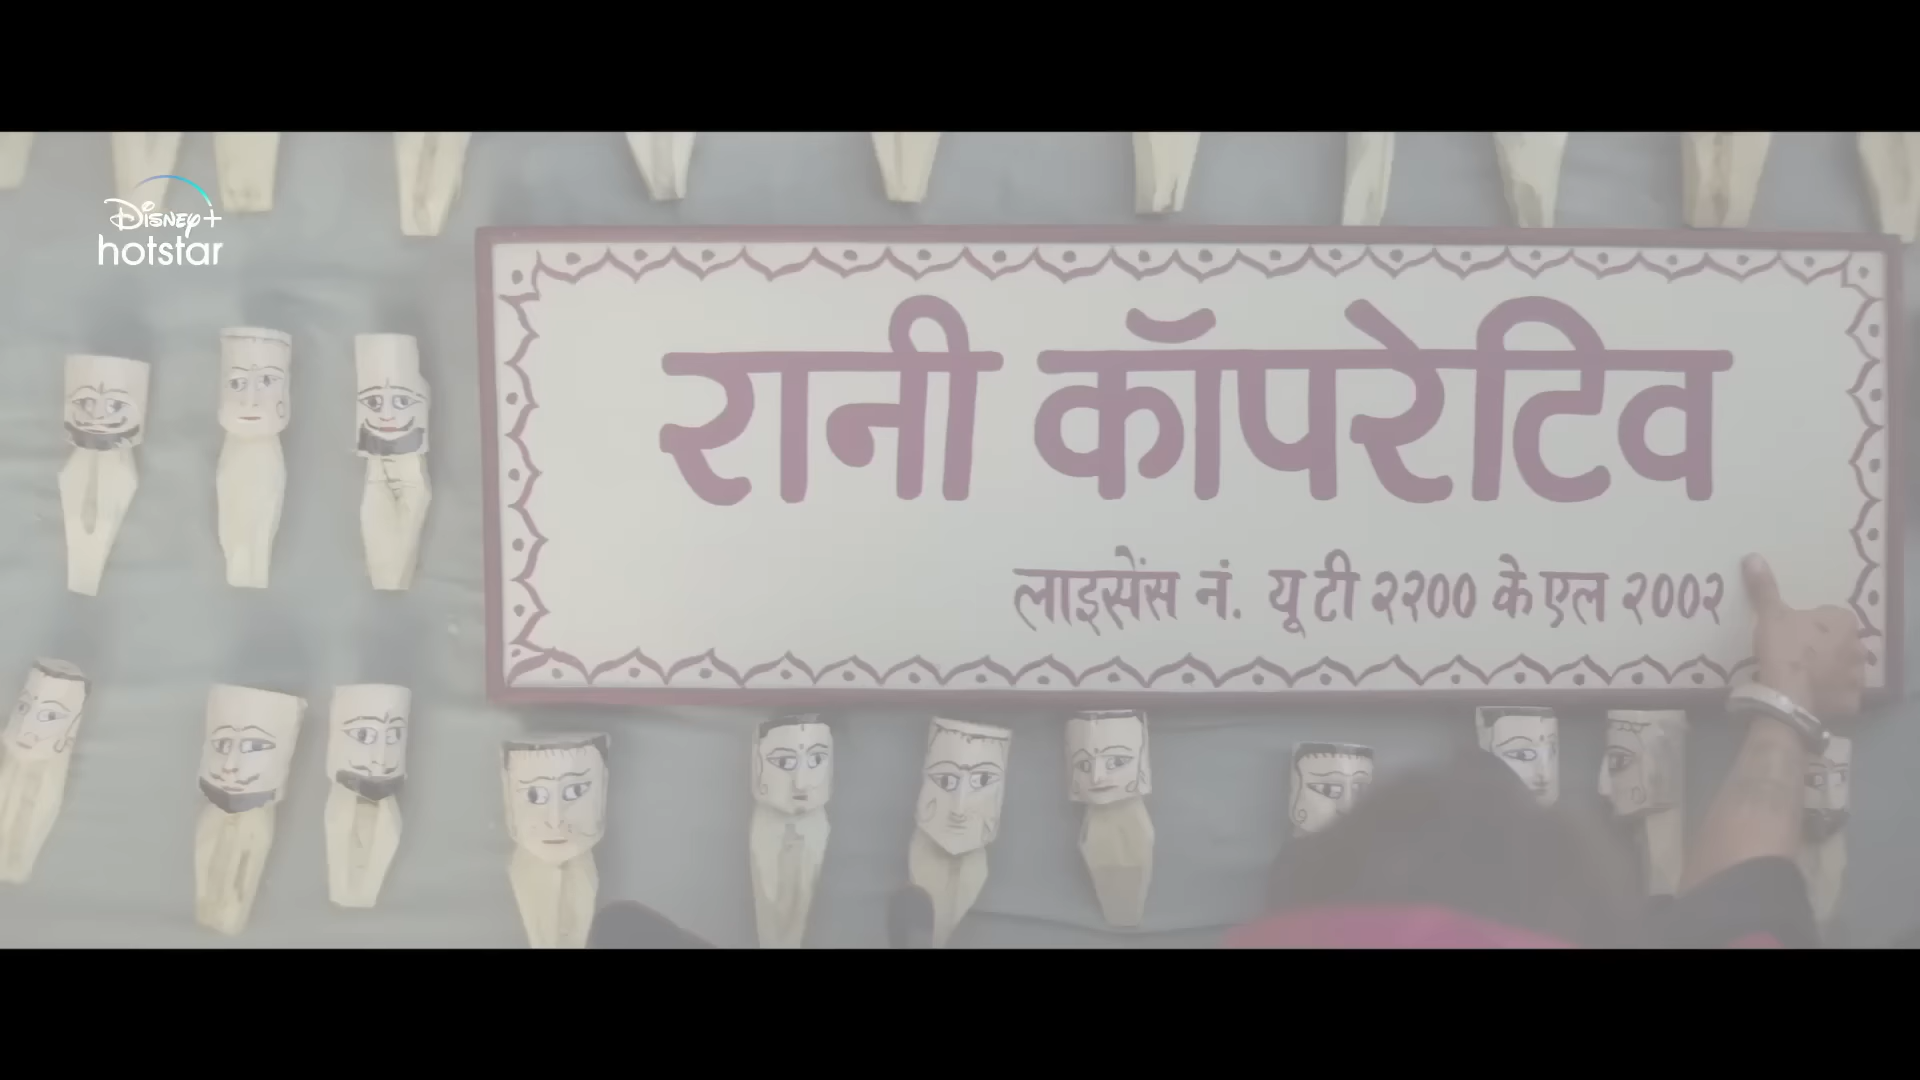 Disney+
hotstar
रानी कॉपरेटिव
लाइसेंस नं. यू टी २२०० के एल २००२